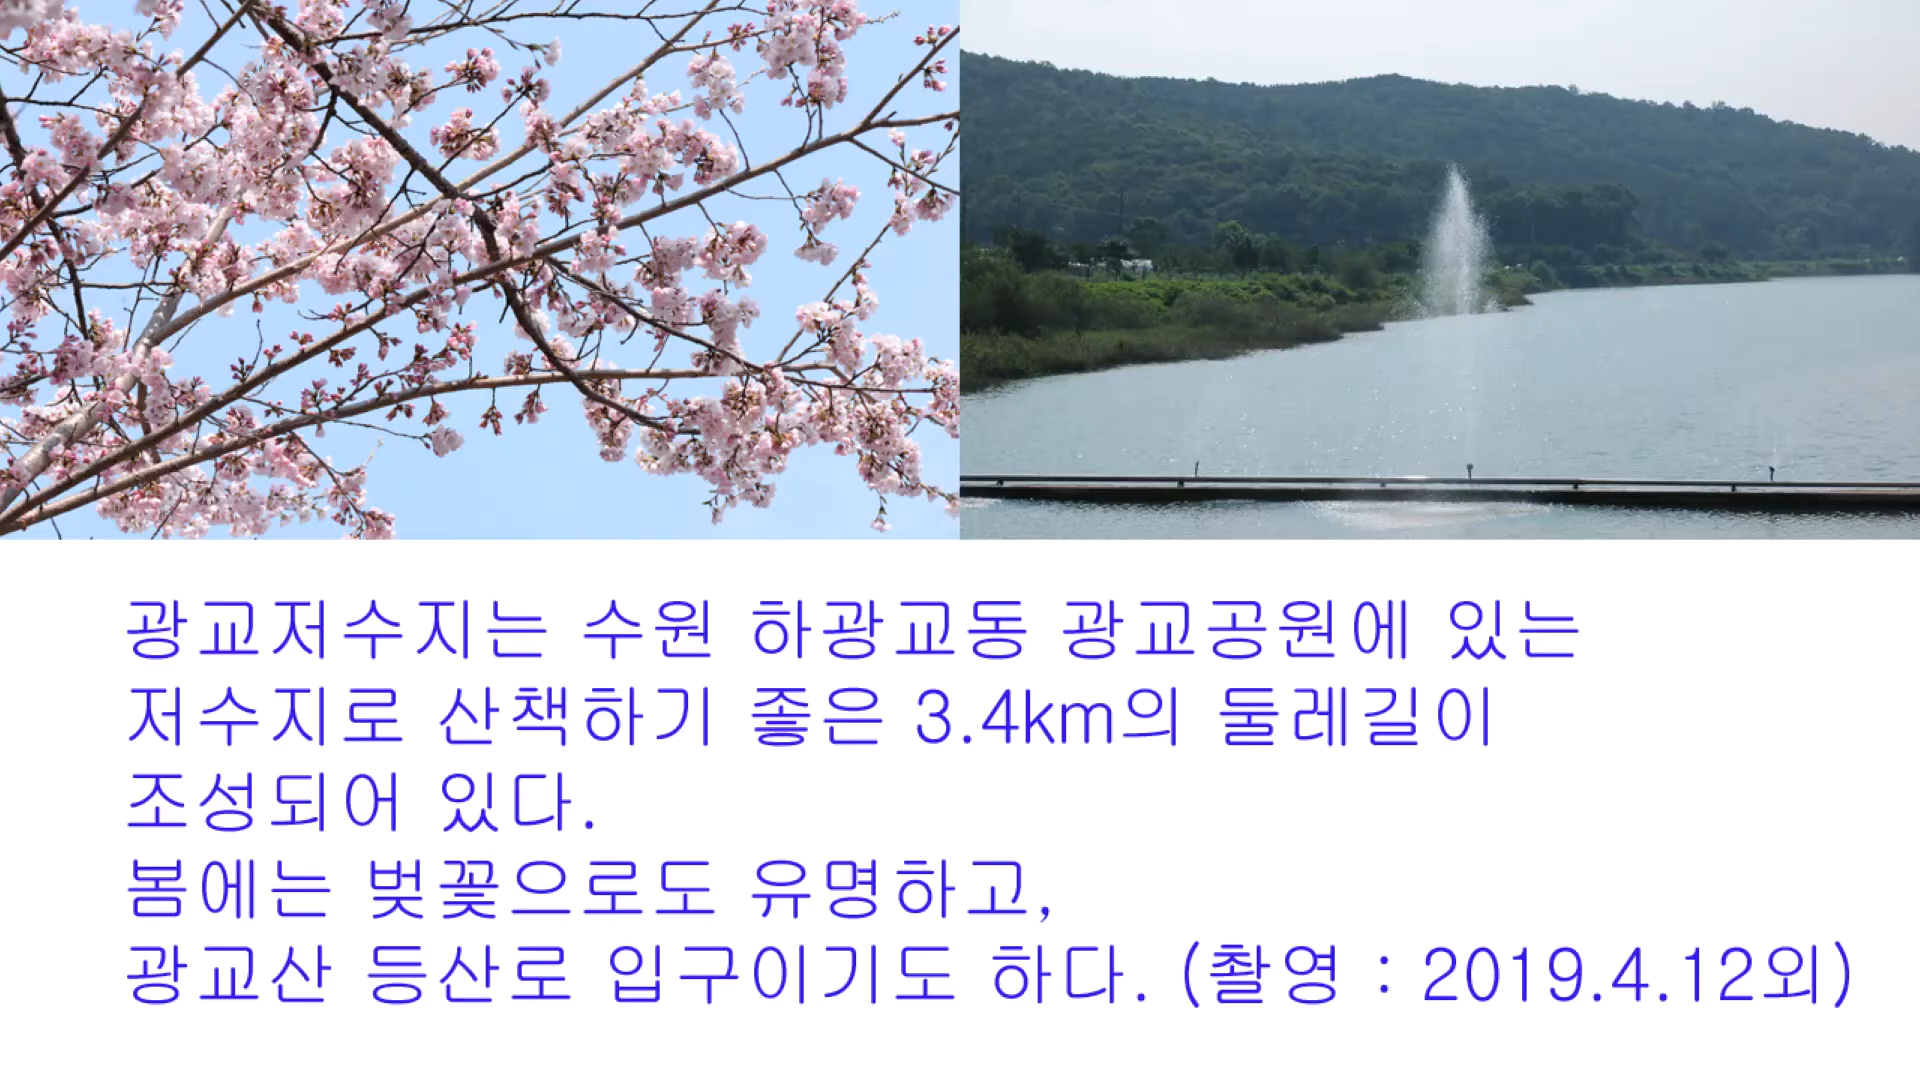 광교저수지는 수원 하광교동 광교공원에 있는
저수지로 산책하기 좋은 3.4km의 둘레길이
조성되어 있다.
봄에는 벚꽃으로도 유명하고,
광교산 등산로 입구이기도 하다. (촬영 : 2019.4.12외)